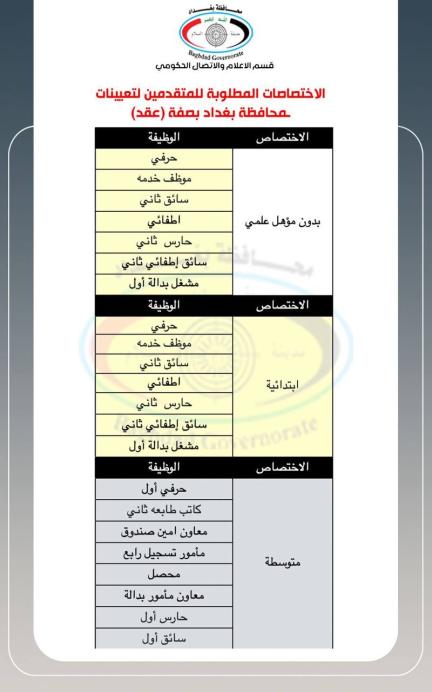 محافظة بغداد
Baghdad Governorate
قسم الاعلام والاتصال الحكومي
الاختصاصات المطلوبة للمتقدمين لتعيينات
محافظة بغداد بصفة (عقد)
الاختصاص الوظيفة
بدون مؤهل علمي
حرفي
موظف خدمه
سائق ثاني
اطفائي
حارس ثاني
سائق إطفائي ثاني
مشغل بدالة أول
الاختصاص الوظيفة
ابتدائية
حرفي
موظف خدمه
سائق ثاني
اطفائي
حارس ثاني
سائق إطفائي ثاني
مشغل بدالة أول
الاختصاص الوظيفة
متوسطة
حرفي أول
كاتب طابعه ثاني
معاون امين صندوق
مأمور تسجيل رابع
محصل
معاون مأمور بدالة
حارس أول
سائق أول